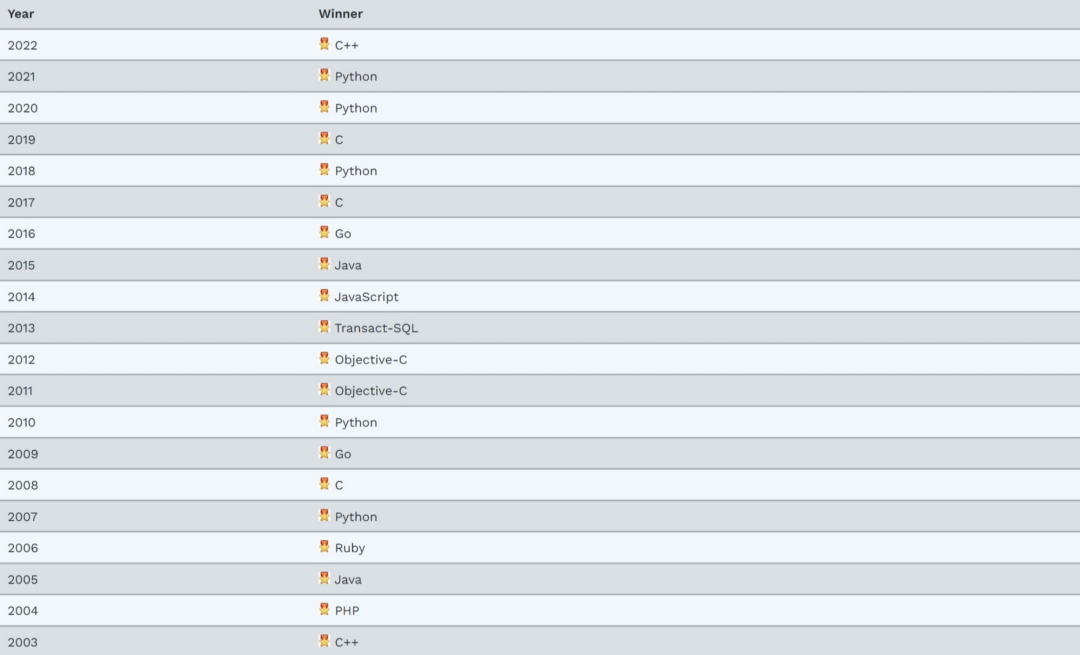 Year Winner
2022 C++
2021 Python
2020 Python
2019 C
2018 Python
2017 C
2016 Go
2015 Java
2014 JavaScript
2013 Transact-SQL
2012 Objective-C
2011 Objective-C
2010 Python
2009 Go
2008 C
2007 Python
2006 Ruby
2005 Java
2004 PHP
2003 C++